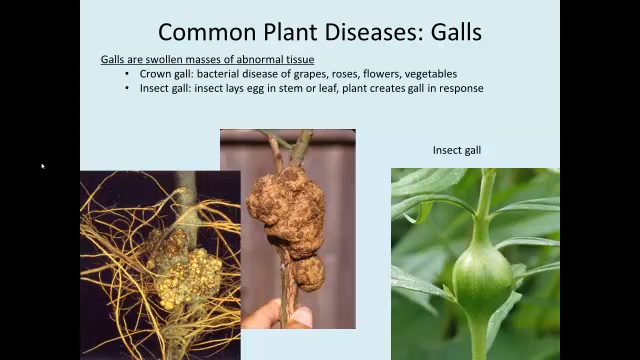 Common Plant Diseases: Galls
Galls are swollen masses of abnormal tissue
• Crown gall: bacterial disease of grapes, roses, flowers, vegetables
• Insect gall: insect lays egg in stem or leaf, plant creates gall in response
Insect gall